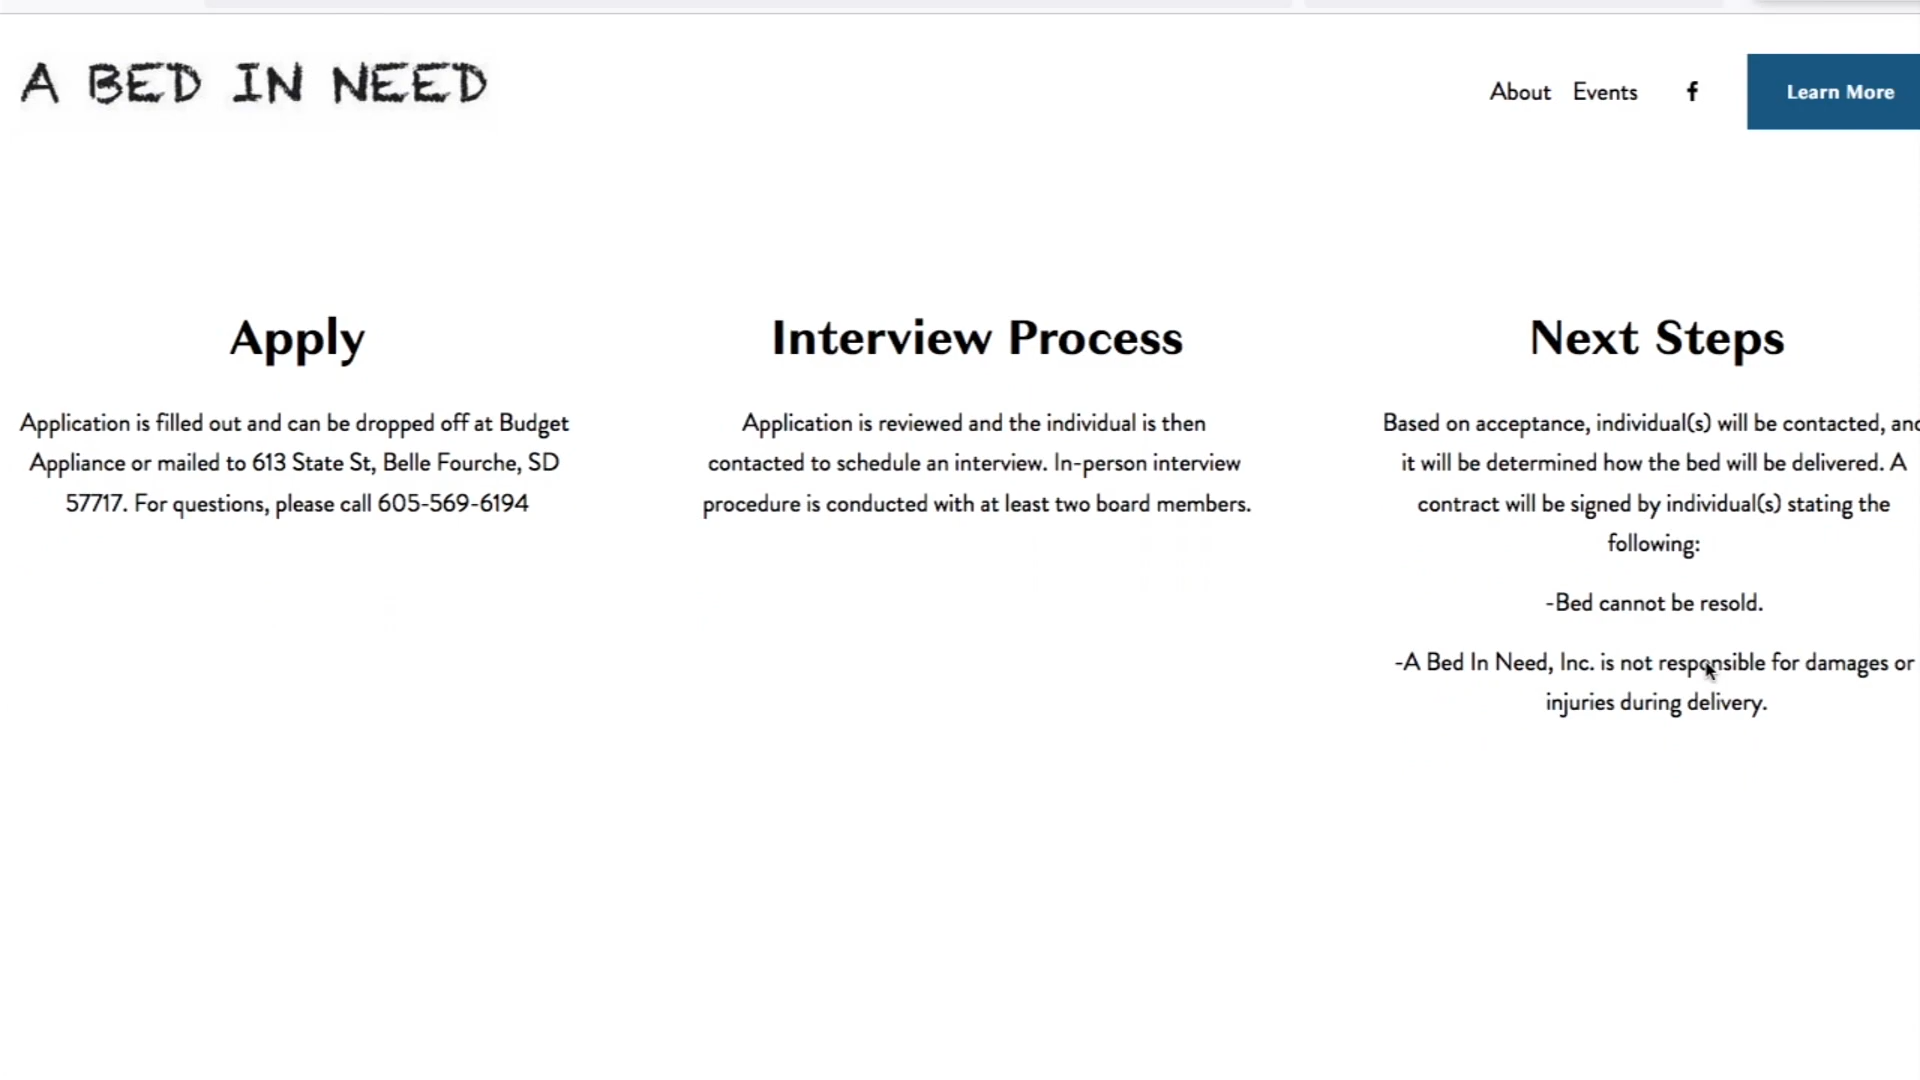 A BED IN NEED
About Events f Learn More
Apply
Application is filled out and can be dropped off at Budget
Appliance or mailed to 613 State St, Belle Fourche, SD
57717. For questions, please call 605-569-6194
Interview Process
Application is reviewed and the individual is then
contacted to schedule an interview. In-person interview
procedure is conducted with at least two board members.
Next Steps
Based on acceptance, individual(s) will be contacted, and
it will be determined how the bed will be delivered. A
contract will be signed by individual(s) stating the
following:
-Bed cannot be resold.
-A Bed In Need, Inc. is not responsible for damages or
injuries during delivery.